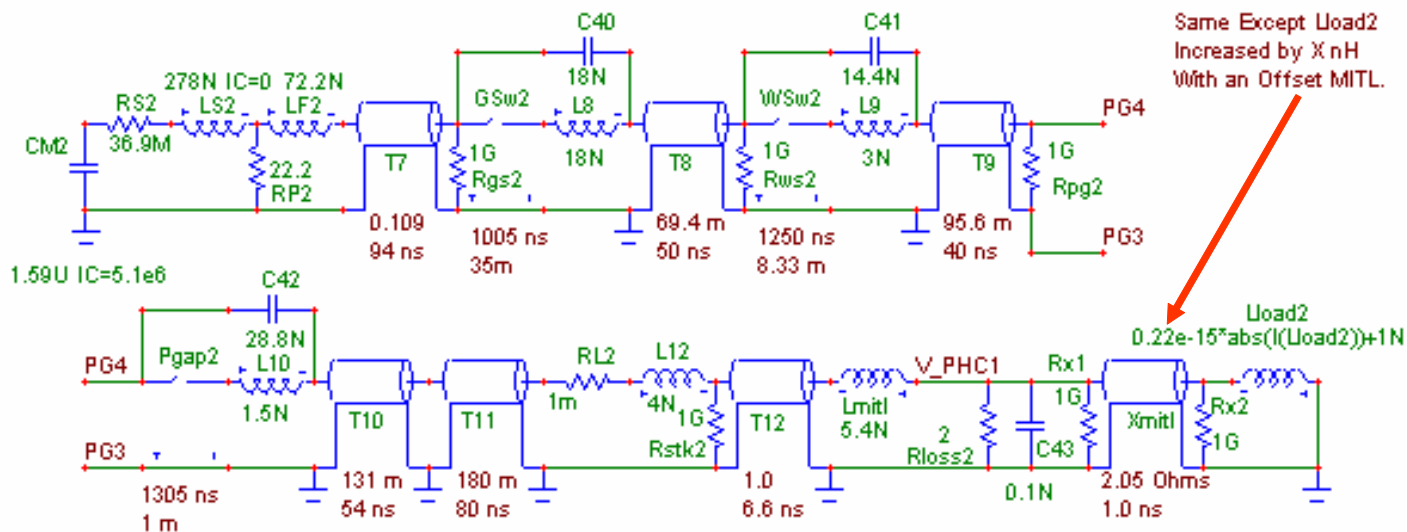 Same Except Lload2
Increased by X nH
With an Offset MITL.
C40
C41
278N IC=0 72.2N
18N
14.4N
RS2
LS2
LF2
GSw2
L8
WSw2
L9
PG4
36.9M
CM2
22.2
RP2
T7
1G
Rgs2
18N
T8
1G
Rws2
3N
T9
1G
Rpg2
0.109
94 ns
1005 ns
35m
69.4 m
50 ns
1250 ns
8.33 m
95.6 m
40 ns
PG3
1.59U IC=5.1e6
C42
Lload2
28.8N
0.22e-15*abs(I(Lload2))+1N
PG4
Pgap2
L10
RL2
L12
V_PHC1
Rx1
1.5N
T10
T11
1m
4N
1G
Rstk2
T12
Lmitl
5.4N
2
Rloss2
C43
1G
Xmitl
Rx2
1G
PG3
0.1N
1305 ns
1 m
131 m
54 ns
180 m
80 ns
1.0
6.6 ns
2.05 Ohms
1.0 ns